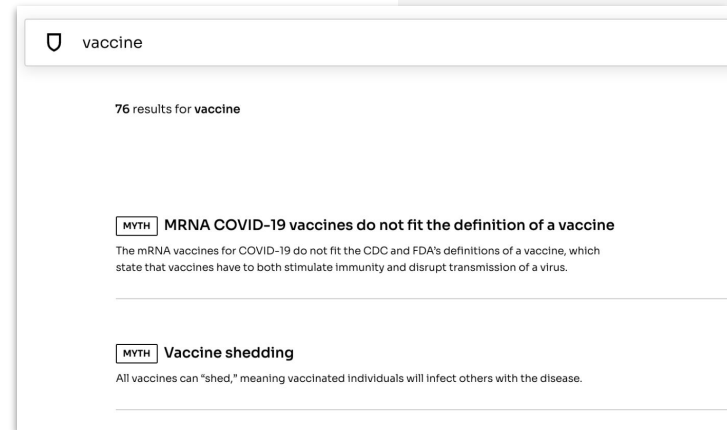 vaccine
76 results for vaccine
MYTH MRNA COVID-19 vaccines do not fit the definition of a vaccine
The mRNA vaccines for COVID-19 do not fit the CDC and FDA's definitions of a vaccine, which
state that vaccines have to both stimulate immunity and disrupt transmission of a virus.
MYTH Vaccine shedding
All vaccines can “shed,” meaning vaccinated individuals will infect others with the disease.